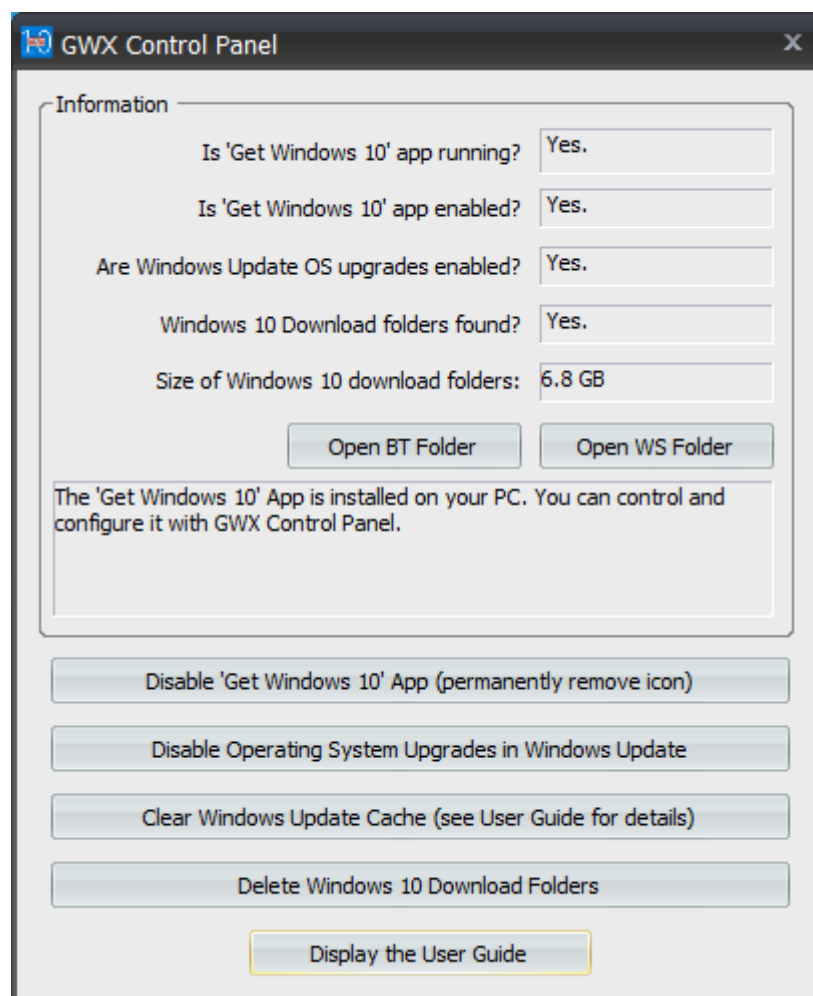 GWX Control Panel
Information
Is 'Get Windows 10' app running? Yes.
Is 'Get Windows 10' app enabled? Yes.
Are Windows Update OS upgrades enabled? Yes.
Windows 10 Download folders found? Yes.
Size of Windows 10 download folders: 6.8 GB
Open BT Folder Open WS Folder
The 'Get Windows 10' App is installed on your PC. You can control and
configure it with GWX Control Panel.
Disable 'Get Windows 10' App (permanently remove icon)
Disable Operating System Upgrades in Windows Update
Clear Windows Update Cache (see User Guide for details)
Delete Windows 10 Download Folders
Display the User Guide